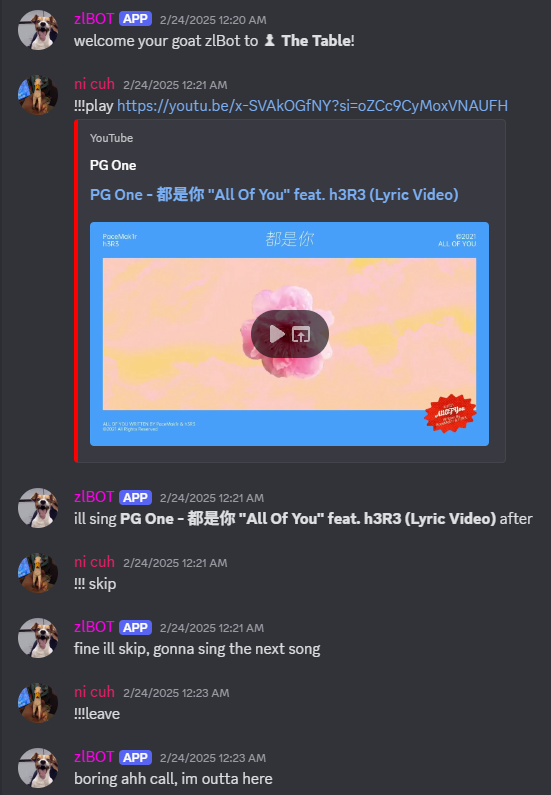 zlBOT APP 2/24/2025 12:20 AM
welcome your goat zlBot to ♟ The Table!
ni cuh 2/24/2025 12:21 AM
!!!play https://youtu.be/x-SVAkOGfNY?si=oZCc9CyMoxVNAUFH
YouTube
PG One
PG One - 都是你 "All Of You" feat. h3R3 (Lyric Video)
PaceMak1r
h3R3
都是你
©2021
ALL OF YOU
All Of You
ALL OF YOU WRITTEN BY PaceMak1r & h3R3
©2021 All Rights Reserved.
zlBOT APP 2/24/2025 12:21 AM
ill sing PG One - 都是你 "All Of You" feat. h3R3 (Lyric Video) after
ni cuh 2/24/2025 12:21 AM
!!! skip
zlBOT APP 2/24/2025 12:21 AM
fine ill skip, gonna sing the next song
ni cuh 2/24/2025 12:23 AM
!!!leave
zlBOT APP 2/24/2025 12:23 AM
boring ahh call, im outta here